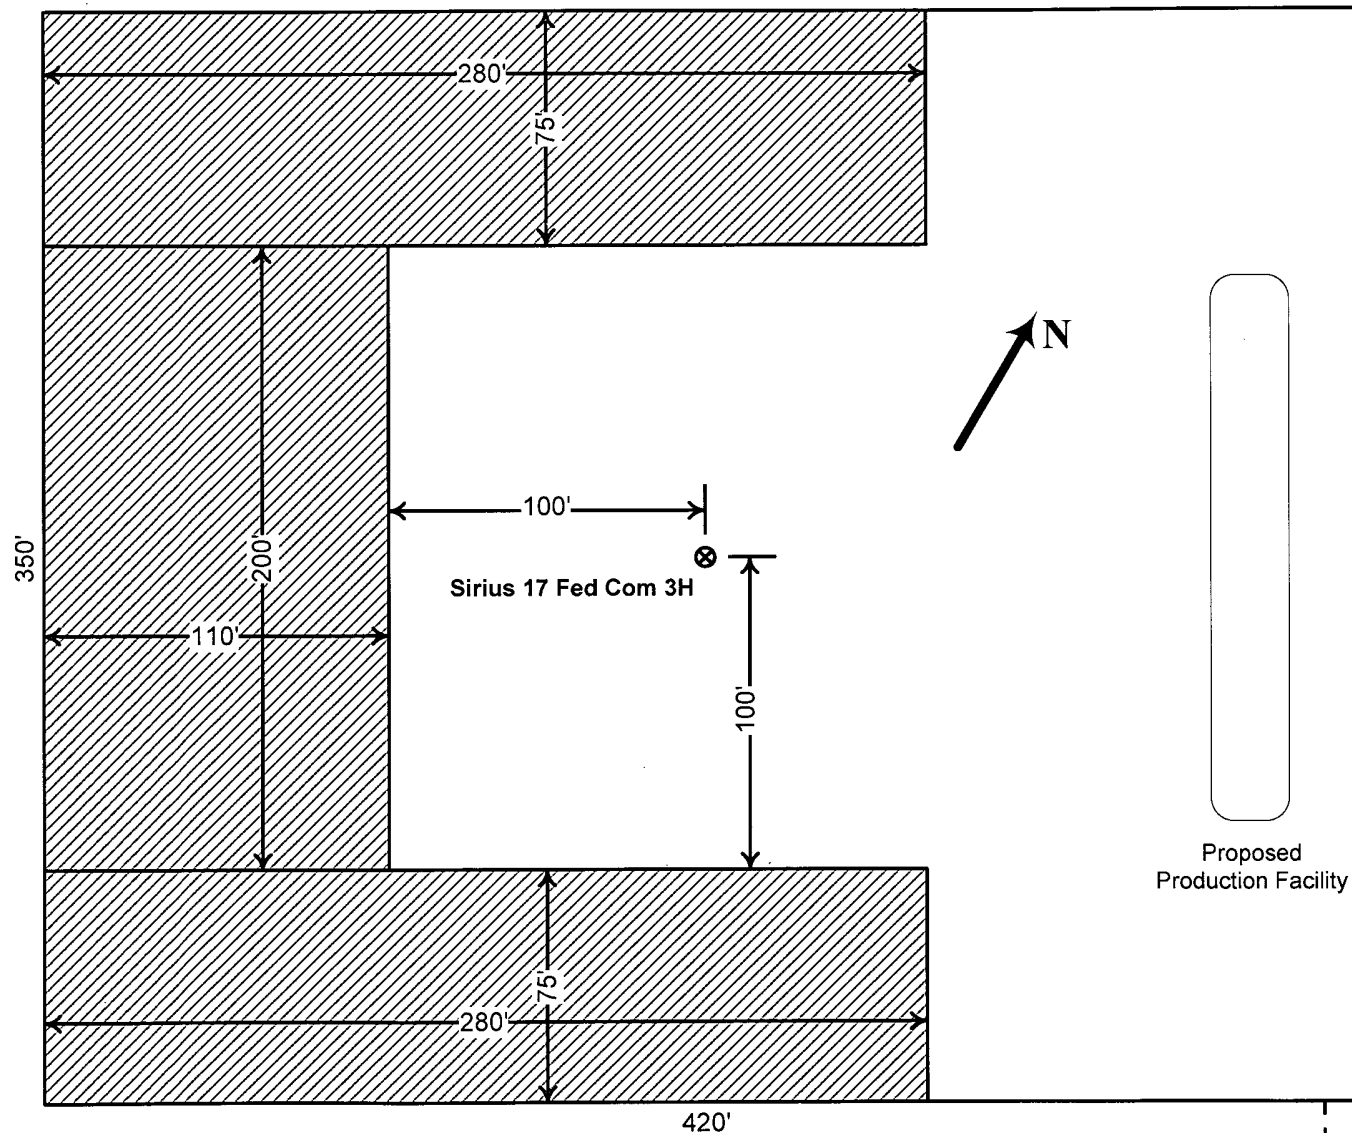 280'
75'
N
100'
350'
200'
Sirius 17 Fed Com 3H
110'
100'
Proposed
Production Facility
75'
280'
420'